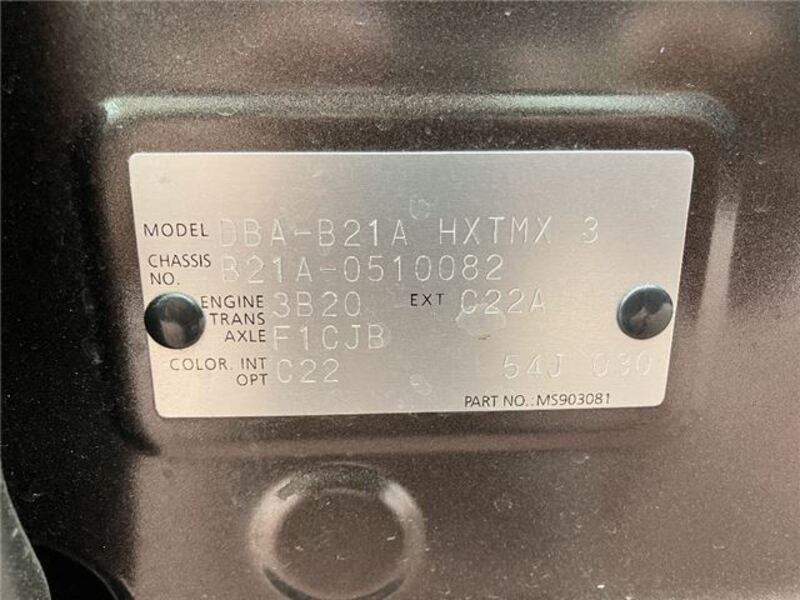 MODEL DBA-B21A HXTMX 3
CHASSIS NO. B21A-0510082
ENGINE 3B20 EXT C22A
TRANS AXLE F1CJB
COLOR. INT OPT C22 54J 090
PART NO.: MS903081